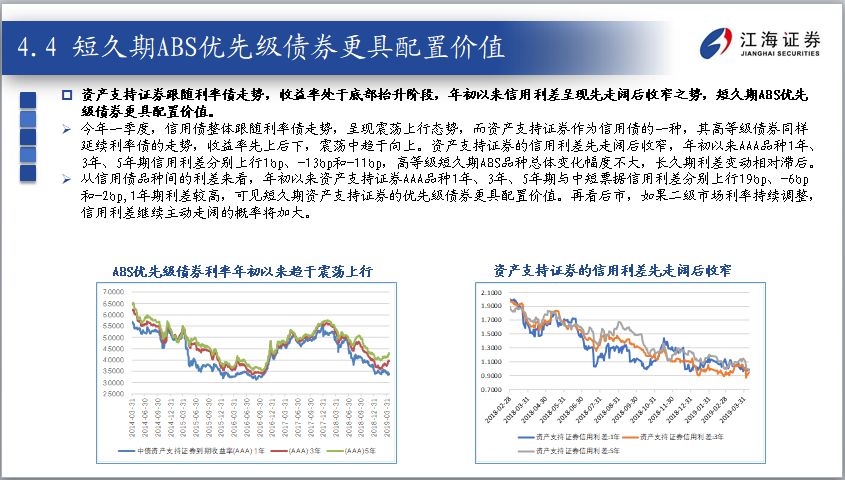 4.4 短久期ABS优先级债券更具配置价值
江海证券
JIANGHAI SECURITIES
资产支持证券跟随利率债走势，收益率处于底部抬升阶段，年初以来信用利差呈现先走阔后收窄之势，短久期ABS优先
级债券更具配置价值。
今年一季度，信用债整体跟随利率债走势，呈现震荡上行态势，而资产支持证券作为信用债的一种，其高等级债券同样
延续利率债的走势，收益率先上后下，震荡中趋于向上。资产支持证券的信用利差先走阔后收窄，年初以来AAA品种1年、
3年、5年期信用利差分别上行1bp、-13bp和-11bp，高等级短久期ABS品种总体变化幅度不大，长久期利差变动相对滞后。
从信用债品种间的利差来看，年初以来资产支持证券AAA品种1年、3年、5年期与中短票据信用利差分别上行19bp、-6bp
和-2bp,1年期利差较高，可见短久期资产支持证券的优先级债券更具配置价值。再看后市，如果二级市场利率持续调整，
信用利差继续主动走阔的概率将加大。
ABS优先级债券利率年初以来趋于震荡上行
7.0000
6.5000
6.0000
5.5000
5.0000
4.5000
4.0000
3.5000
3.0000
2.5000
2014-03-31
2014-06-30
2014-09-30
2014-12-31
2015-03-31
2015-06-30
2015-09-30
2015-12-31
2016-03-31
2016-06-30
2016-09-30
2016-12-31
2017-03-31
2017-06-30
2017-09-30
2017-12-31
2018-03-31
2018-06-30
2018-09-30
2018-12-31
2019-03-31
中债资产支持证券到期收益率(AAA) 1年
(AAA) 3年
(AAA)5年
资产支持证券的信用利差先走阔后收窄
2.1000
1.9000
1.7000
1.5000
1.3000
1.1000
0.9000
0.7000
2018-02-28
2018-03-31
2018-04-30
2018-05-31
2018-06-30
2018-07-31
2018-08-31
2018-09-30
2018-10-31
2018-11-30
2018-12-31
2019-01-31
2019-02-28
2019-03-31
资产支持证券信用利差:1年
资产支持证券信用利差:3年
资产支持证券信用利差:5年